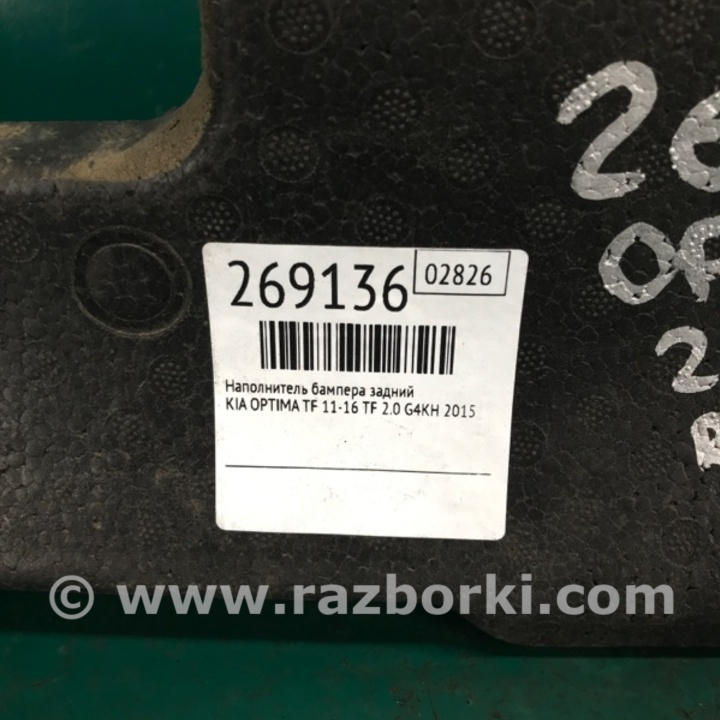 269136
02826
Наполнитель бампера задний
KIA OPTIMA TF 11-16 TF 2.0 G4KH 2015
© www.razborki.com